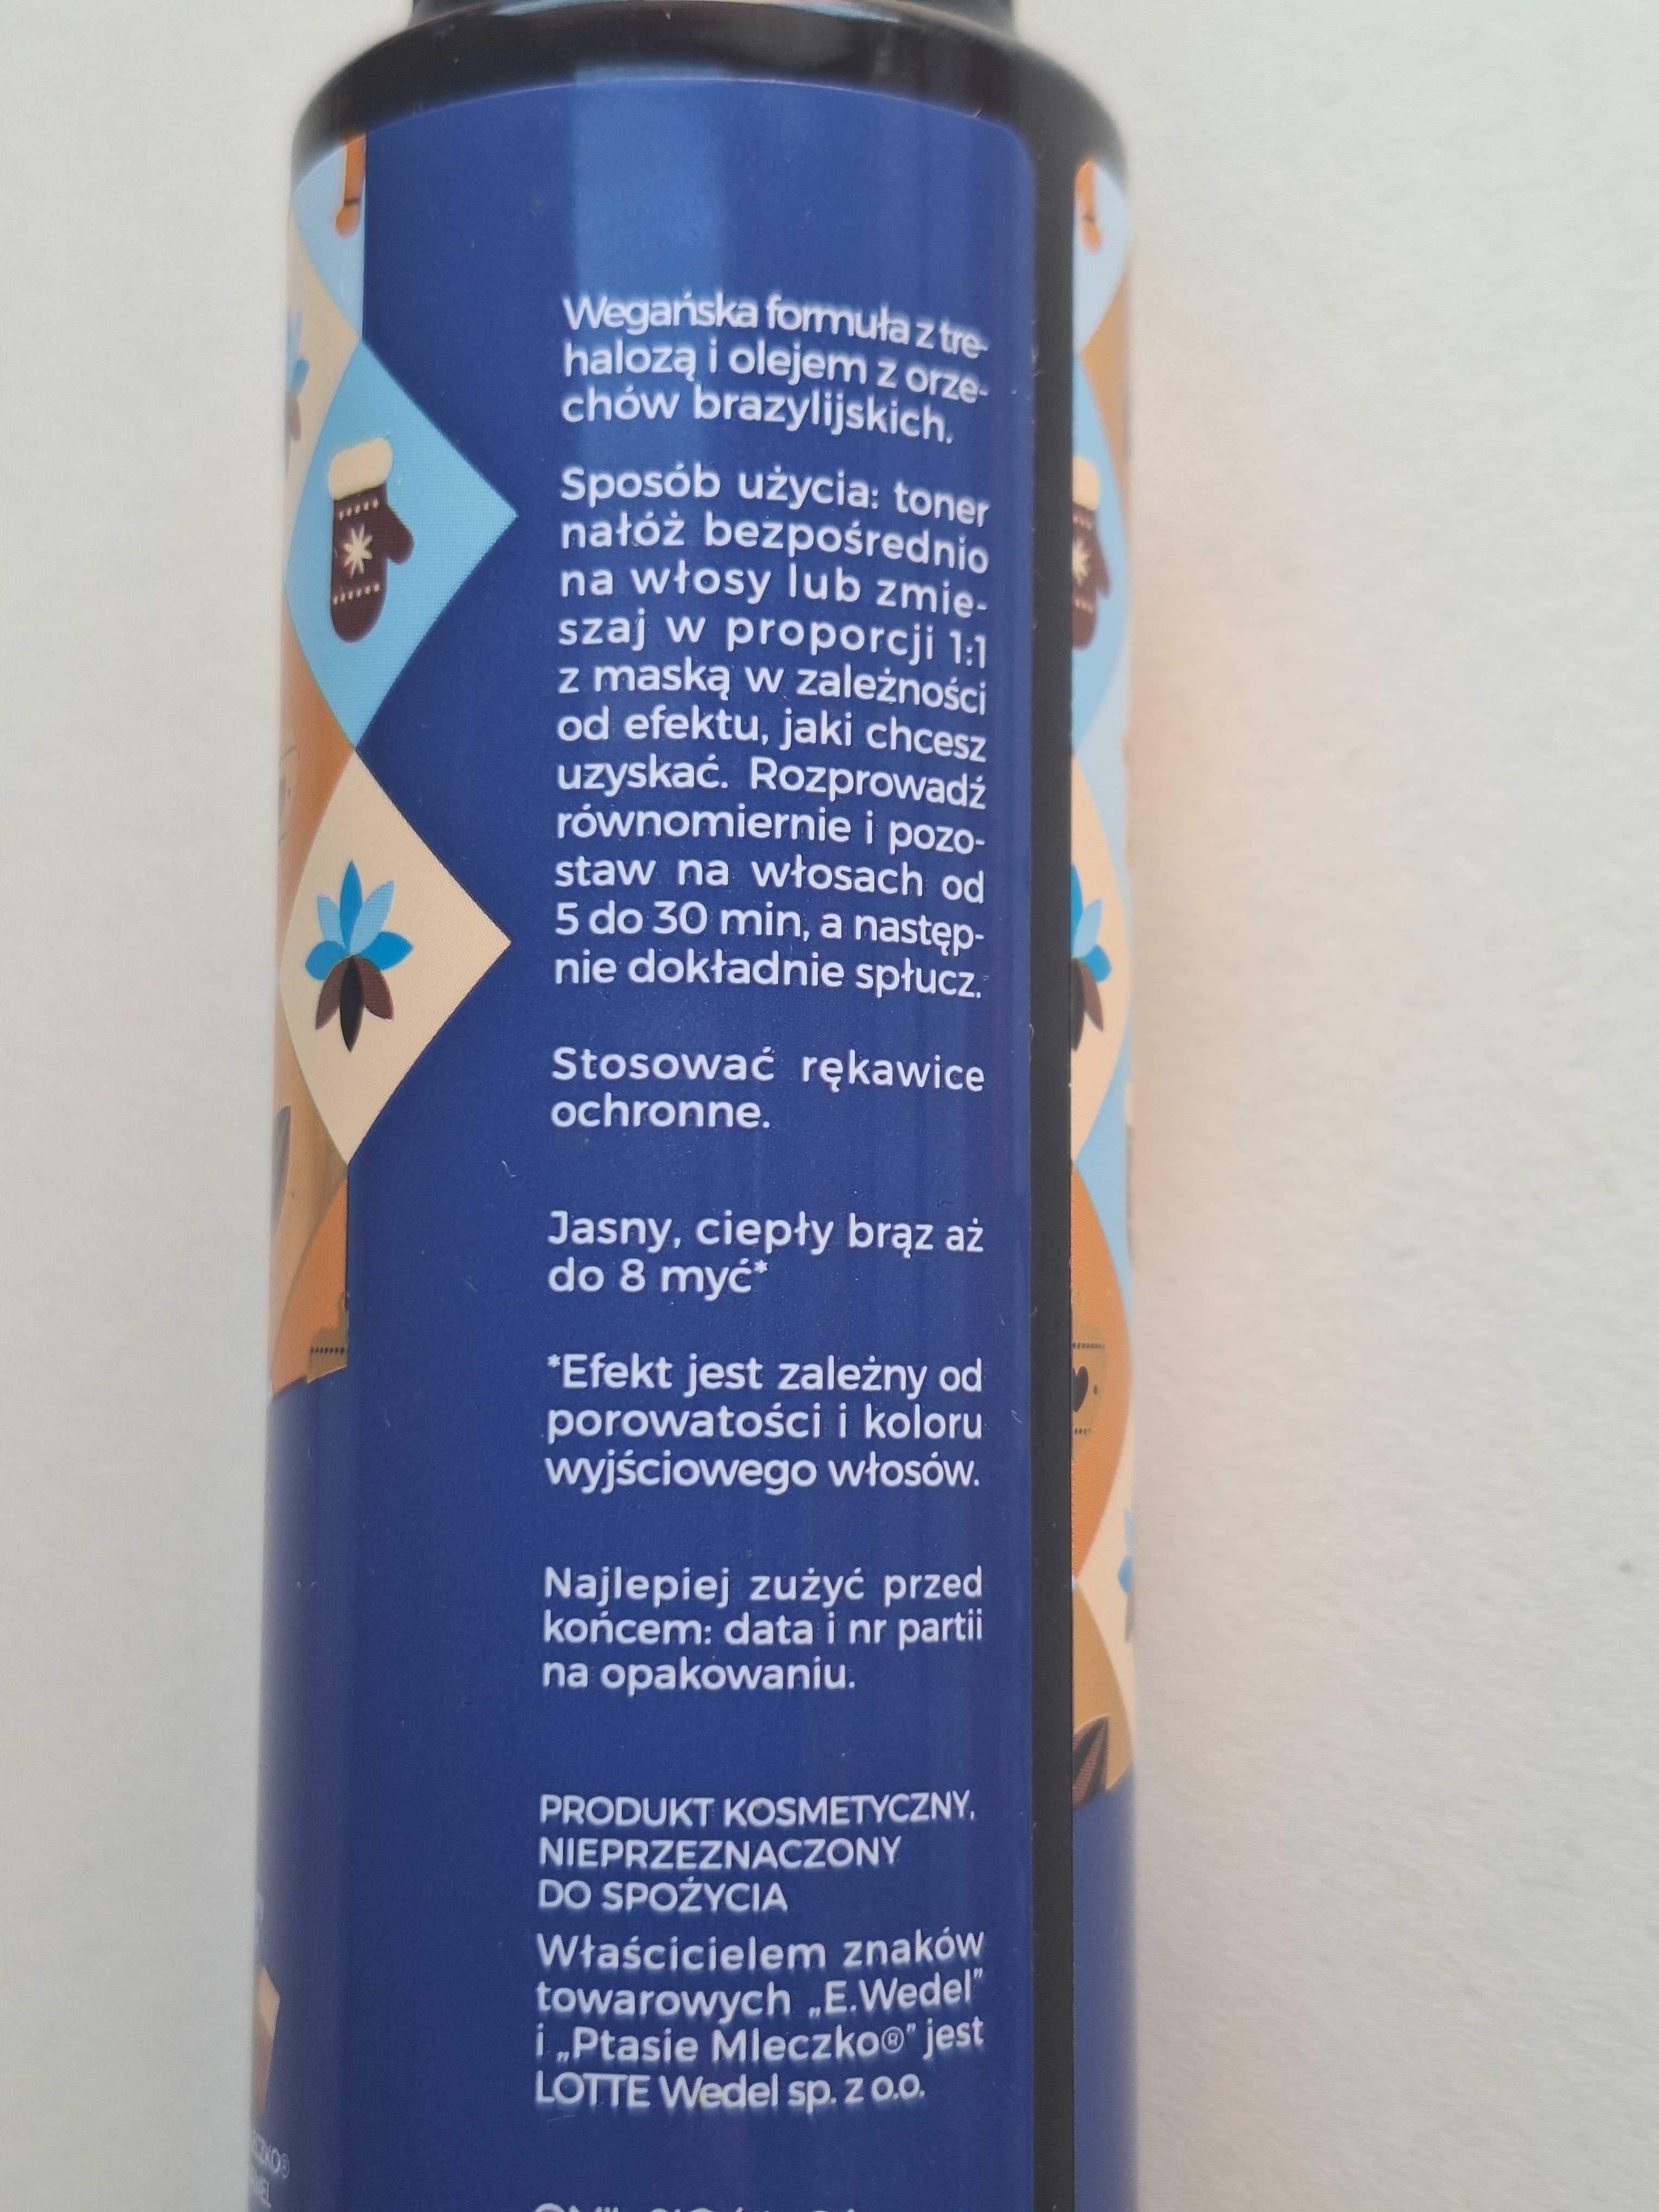 Wegańska formuła z tre-
halozą i olejem z orze-
chów brazylijskich.
Sposób użycia: toner
nałóż bezpośrednio
na włosy lub zmie-
szaj w proporcji 1:1
z maską w zależności
od efektu, jaki chcesz
uzyskać. Rozprowadź
równomiernie i pozo-
staw na włosach od
5 do 30 min, a następ-
nie dokładnie spłucz.
Stosować rękawice
ochronne.
Jasny, ciepły brąz aż
do 8 myć*
*Efekt jest zależny od
porowatości i koloru
wyjściowego włosów.
Najlepiej zużyć przed
końcem: data i nr partii
na opakowaniu.
PRODUKT KOSMETYCZNY,
NIEPRZEZNACZONY
DO SPOŻYCIA
Właścicielem znaków
towarowych „E.Wedel”
i „Ptasie Mleczko®” jest
LOTTE Wedel sp. z o.o.